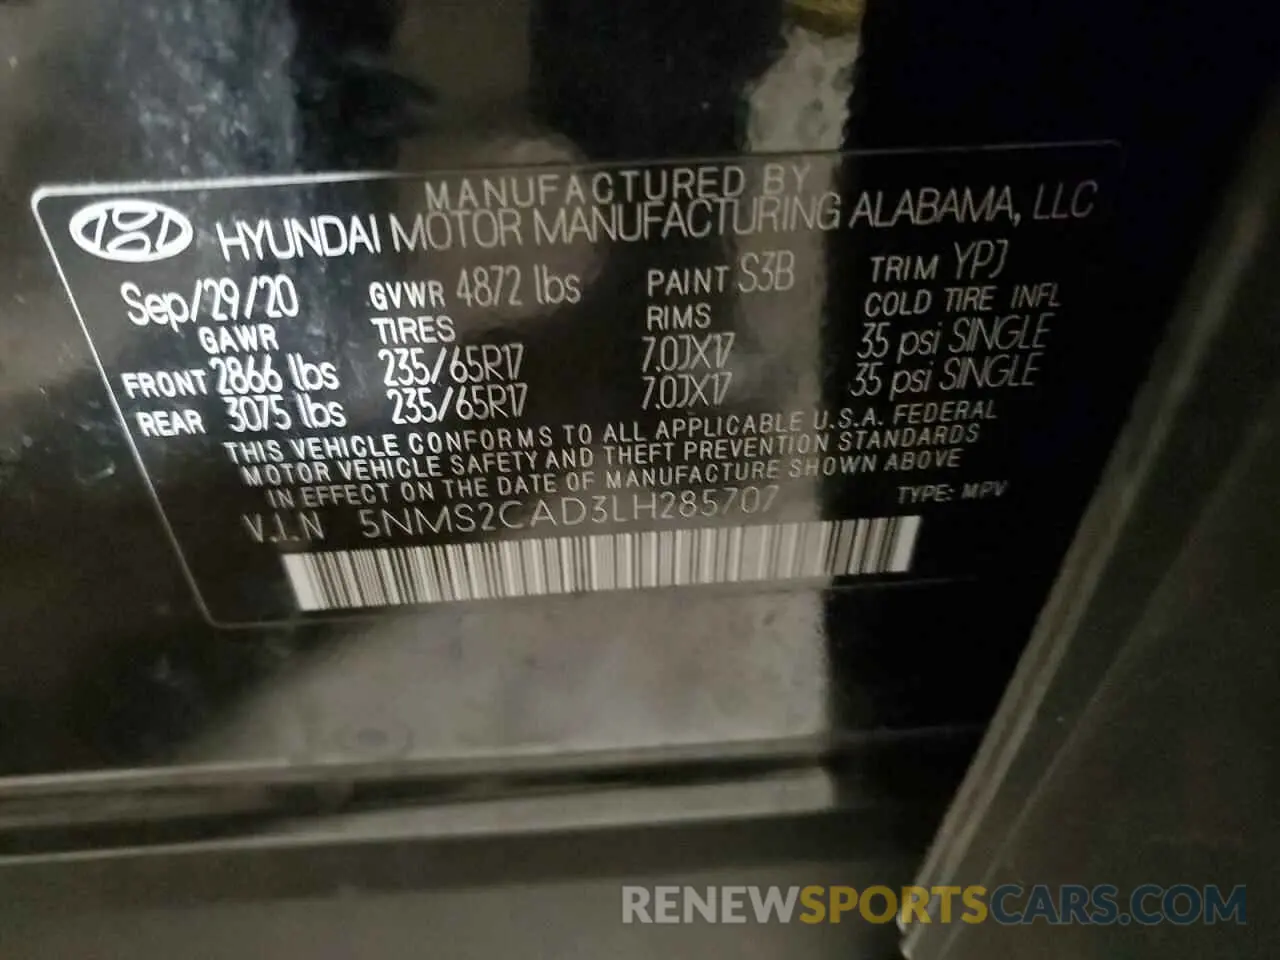 MANUFACTURED BY
HYUNDAI MOTOR MANUFACTURING ALABAMA, LLC
Sep/29/20 GVWR 4872 lbs PAINT S3B TRIM YPJ
GAWR TIRES RIMS COLD TIRE INFL
FRONT 2866 lbs 235/65R17 7.0JX17 35 psi SINGLE
REAR 3075 lbs 235/65R17 7.0JX17 35 psi SINGLE
THIS VEHICLE CONFORMS TO ALL APPLICABLE U.S.A. FEDERAL
MOTOR VEHICLE SAFETY AND THEFT PREVENTION STANDARDS
IN EFFECT ON THE DATE OF MANUFACTURE SHOWN ABOVE
V.I.N 5NMS2CAD3LH285707 TYPE: MPV
RENEWSPORTSCARS.COM